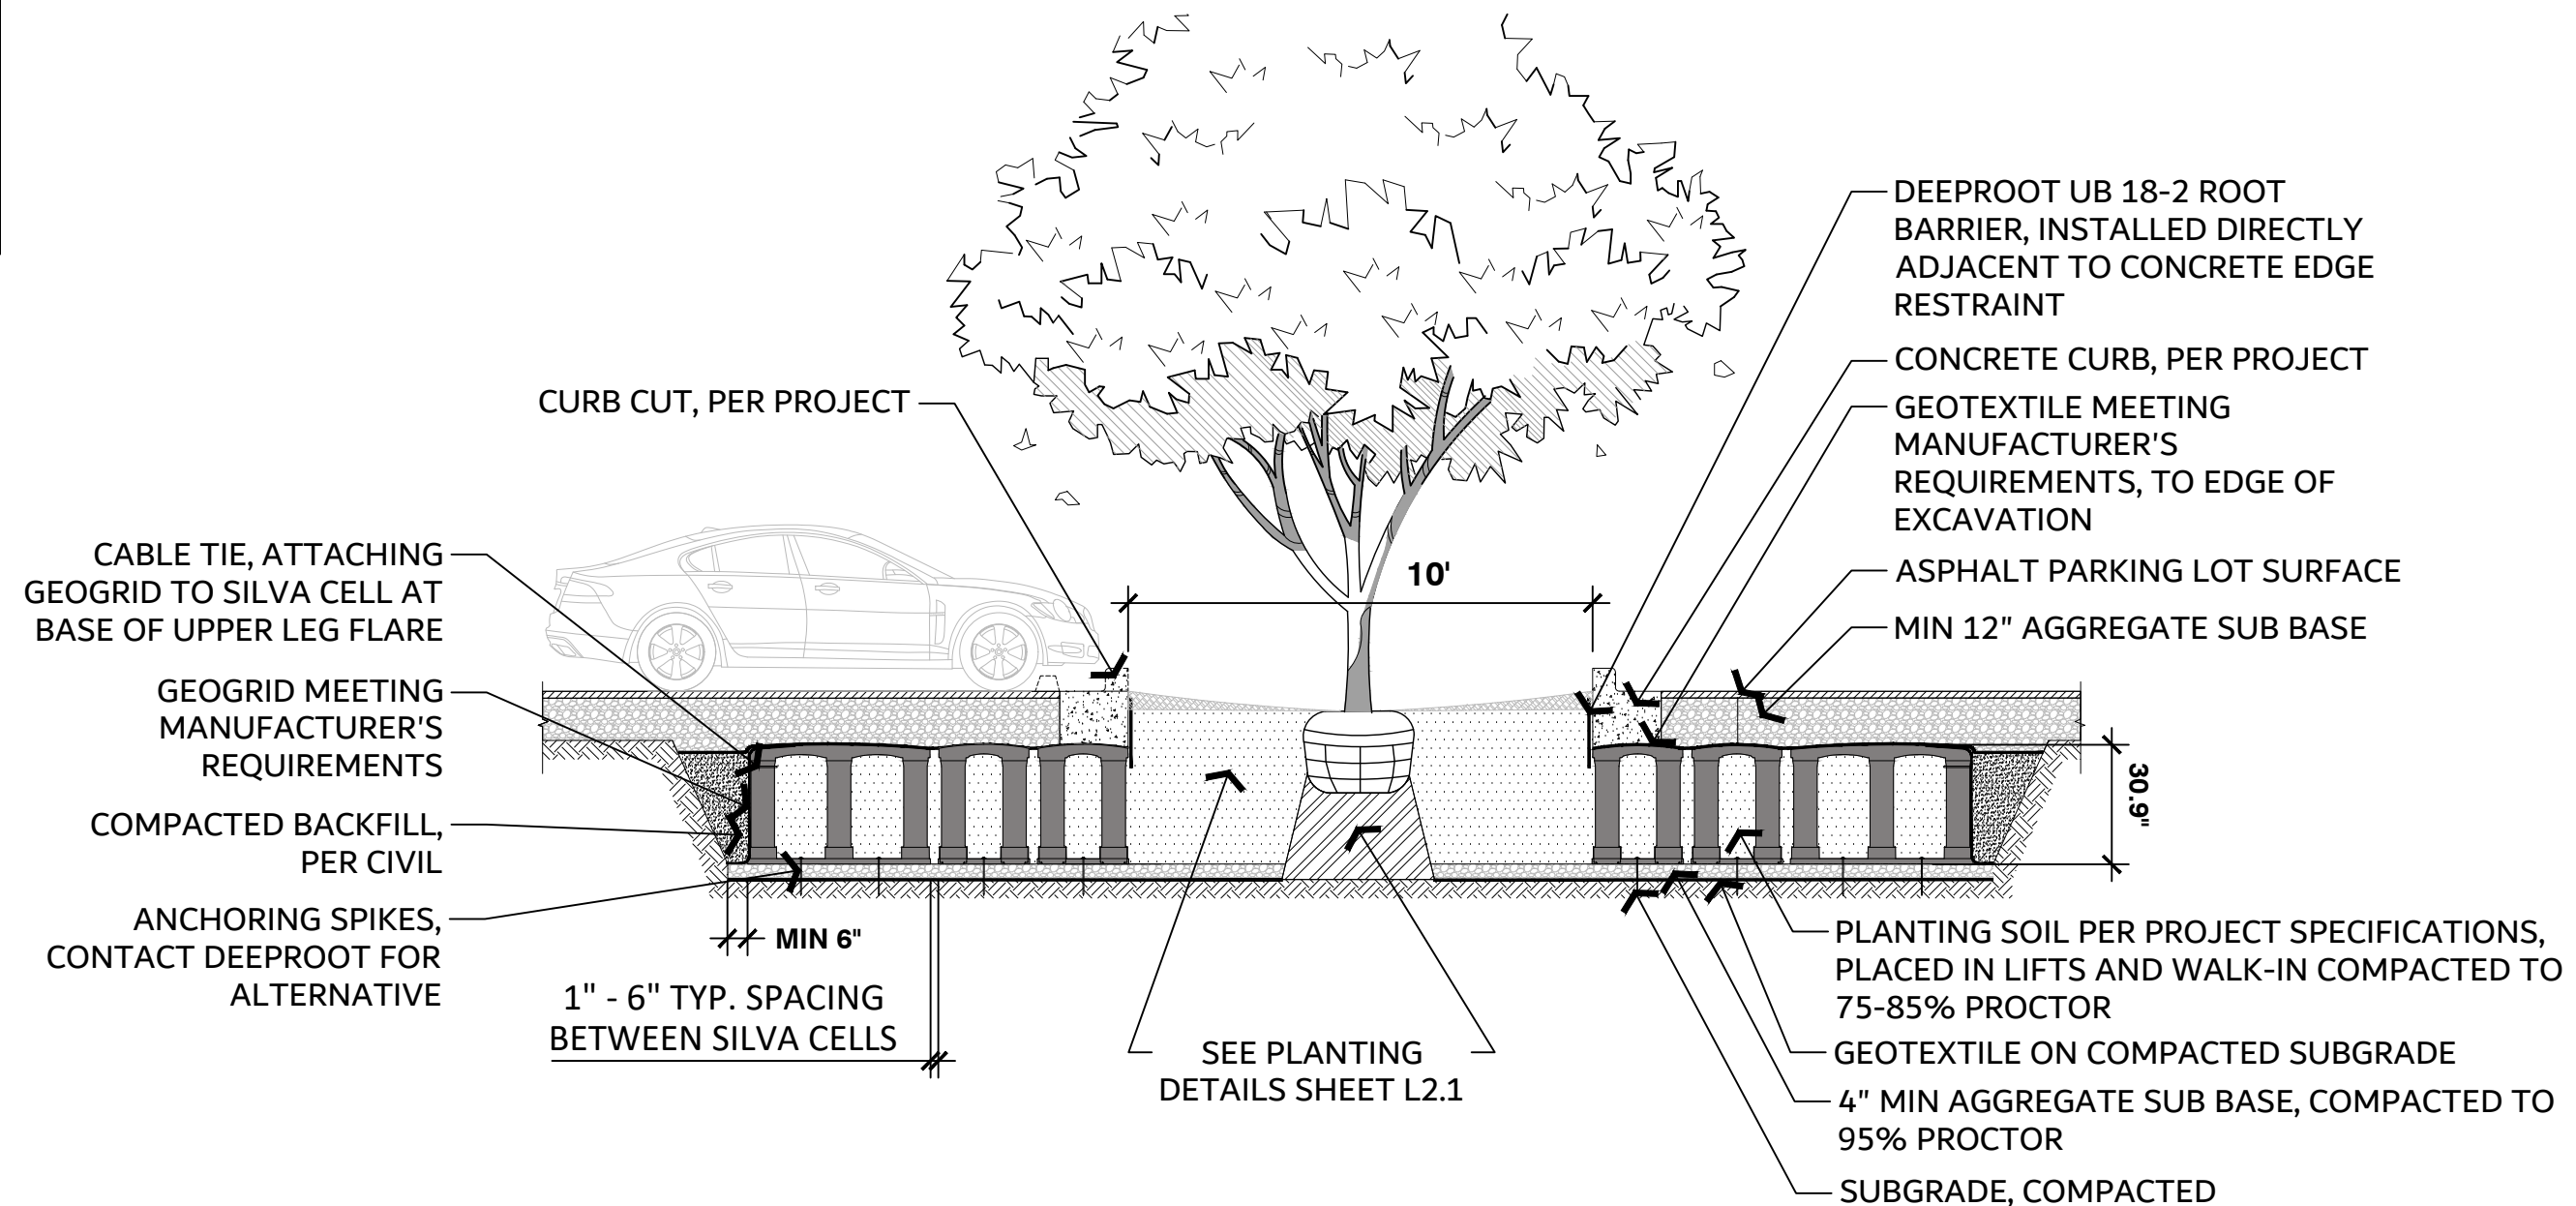 CURB CUT, PER PROJECT
CABLE TIE, ATTACHING
GEOGRID TO SILVA CELL AT
BASE OF UPPER LEG FLARE
GEOGRID MEETING
MANUFACTURER'S
REQUIREMENTS
COMPACTED BACKFILL,
PER CIVIL
ANCHORING SPIKES,
CONTACT DEEPROOT FOR
ALTERNATIVE
MIN 6"
1" - 6" TYP. SPACING
BETWEEN SILVA CELLS
10'
SEE PLANTING
DETAILS SHEET L2.1
DEEPROOT UB 18-2 ROOT
BARRIER, INSTALLED DIRECTLY
ADJACENT TO CONCRETE EDGE
RESTRAINT
CONCRETE CURB, PER PROJECT
GEOTEXTILE MEETING
MANUFACTURER'S
REQUIREMENTS, TO EDGE OF
EXCAVATION
ASPHALT PARKING LOT SURFACE
MIN 12" AGGREGATE SUB BASE
30.9"
PLANTING SOIL PER PROJECT SPECIFICATIONS,
PLACED IN LIFTS AND WALK-IN COMPACTED TO
75-85% PROCTOR
GEOTEXTILE ON COMPACTED SUBGRADE
4" MIN AGGREGATE SUB BASE, COMPACTED TO
95% PROCTOR
SUBGRADE, COMPACTED